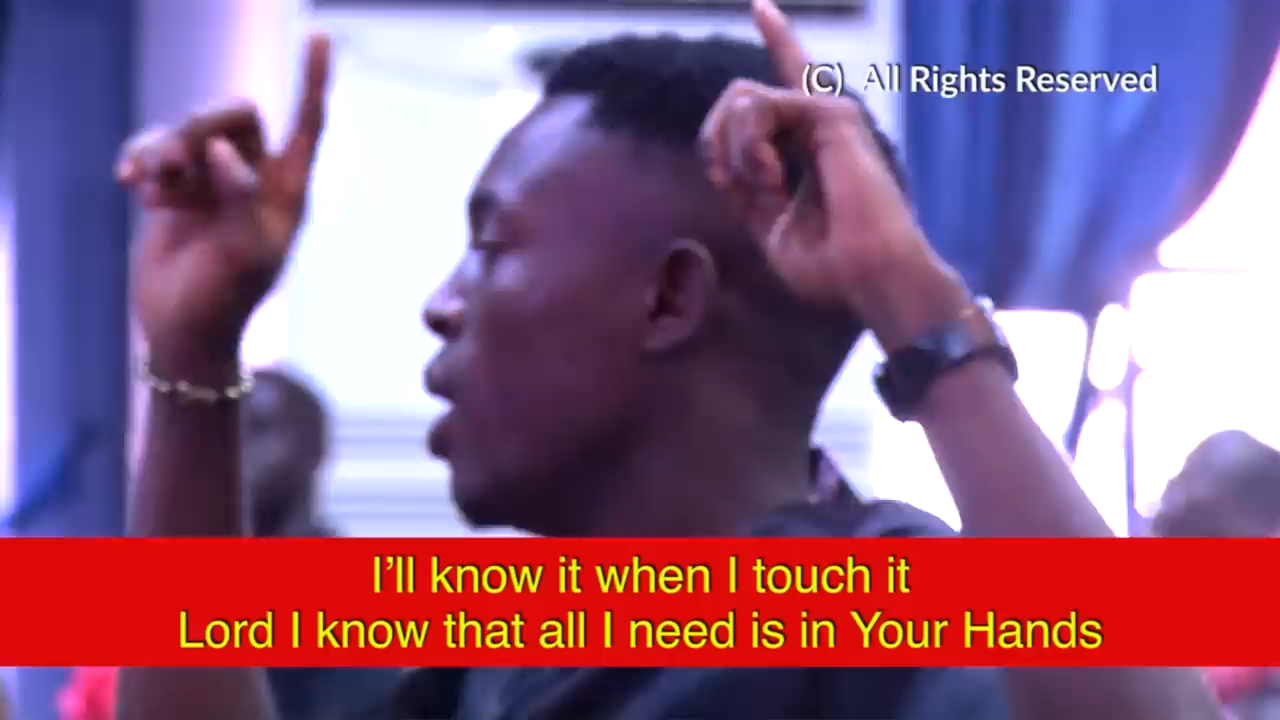 (C) All Rights Reserved
I’ll know it when I touch it
Lord I know that all I need is in Your Hands